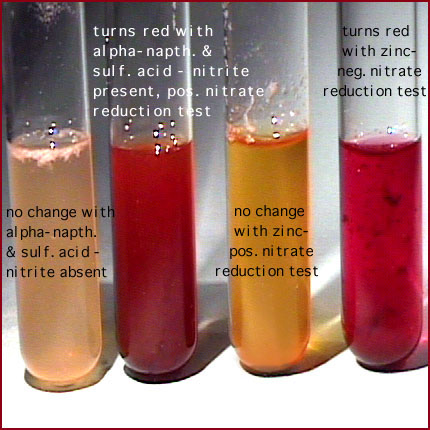 turns red with
alpha-napth. &
sulf. acid - nitrite
present, pos. nitrate
reduction test
turns red
with zinc-
neg. nitrate
reduction test
no change with
alpha-napth.
& sulf. acid -
nitrite absent
no change
with zinc-
pos. nitrate
reduction test